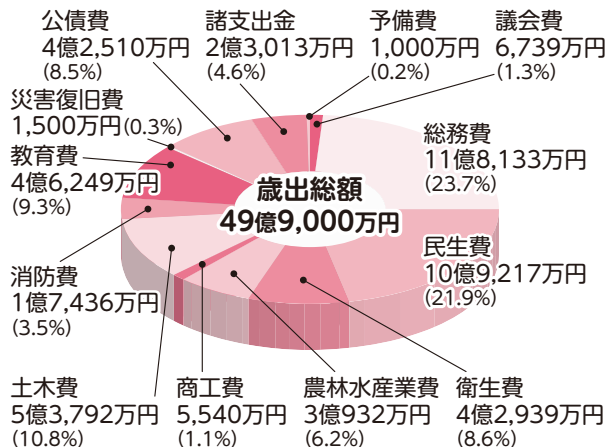 公債費
4億2,510万円
(8.5%)
諸支出金
2億3,013万円
(4.6%)
予備費
1,000万円
(0.2%)
議会費
6,739万円
(1.3%)
災害復旧費
1,500万円(0.3%)
教育費
4億6,249万円
(9.3%)
総務費
11億8,133万円
(23.7%)
歳出総額
49億9,000万円
民生費
10億9,217万円
(21.9%)
消防費
1億7,436万円
(3.5%)
土木費
5億3,792万円
(10.8%)
商工費
5,540万円
(1.1%)
農林水産業費
3億932万円
(6.2%)
衛生費
4億2,939万円
(8.6%)